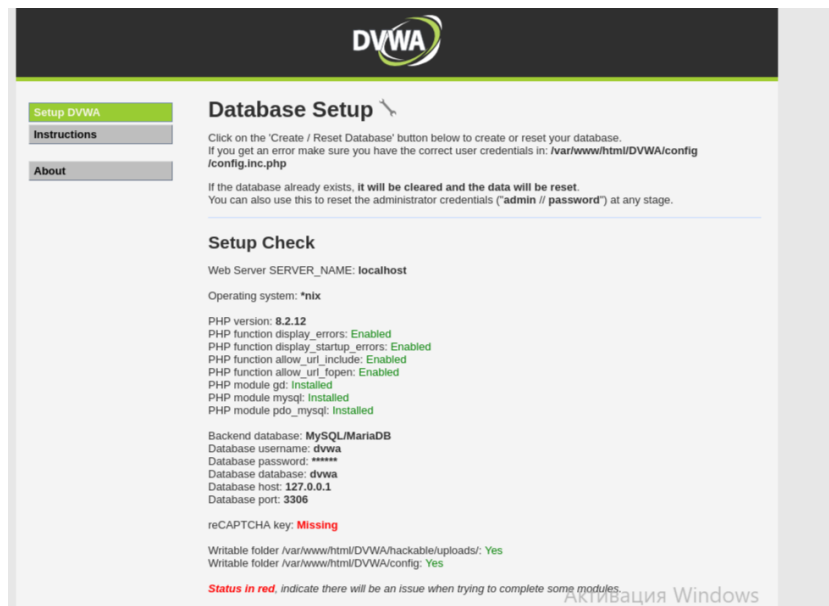 DVWA
Setup DVWA
Instructions
About
Database Setup
Click on the 'Create / Reset Database' button below to create or reset your database.
If you get an error make sure you have the correct user credentials in: /var/www/html/DVWA/config
/config.inc.php
If the database already exists, it will be cleared and the data will be reset.
You can also use this to reset the administrator credentials ("admin // password") at any stage.
Setup Check
Web Server SERVER_NAME: localhost
Operating system: *nix
PHP version: 8.2.12
PHP function display_errors: Enabled
PHP function display_startup_errors: Enabled
PHP function allow_url_include: Enabled
PHP function allow_url_fopen: Enabled
PHP module gd: Installed
PHP module mysql: Installed
PHP module pdo_mysql: Installed
Backend database: MySQL/MariaDB
Database username: dvwa
Database password: ******
Database database: dvwa
Database host: 127.0.0.1
Database port: 3306
reCAPTCHA key: Missing
Writable folder /var/www/html/DVWA/hackable/uploads/: Yes
Writable folder /var/www/html/DVWA/config: Yes
Status in red, indicate there will be an issue when trying to complete some modules.
Активация Windows